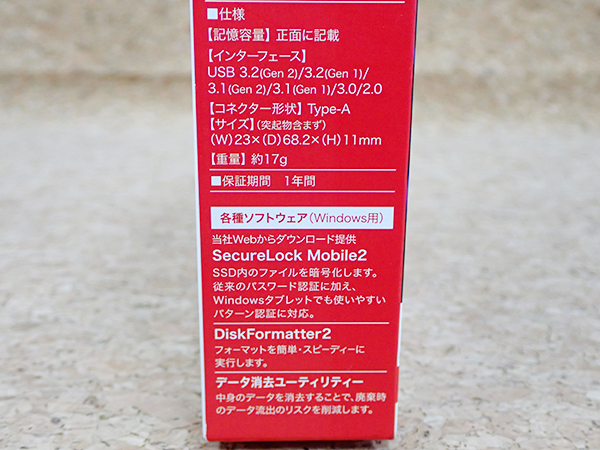 ■仕様
【記憶容量】 正面に記載
【インターフェース】
USB 3.2(Gen 2)/3.2(Gen 1)/
3.1(Gen 2)/3.1(Gen 1)/3.0/2.0
【コネクター形状】 Type-A
【サイズ】(突起物含まず)
(W)23×(D)68.2×(H)11mm
【重量】 約17g
■保証期間 1年間
各種ソフトウェア(Windows用)
当社Webからダウンロード提供
SecureLock Mobile2
SSD内のファイルを暗号化します。
従来のパスワード認証に加え、
Windowsタブレットでも使いやすい
パターン認証に対応。
DiskFormatter2
フォーマットを簡単・スピーディーに
実行します。
データ消去ユーティリティー
中身のデータを消去することで、廃棄時
のデータ流出のリスクを削減します。